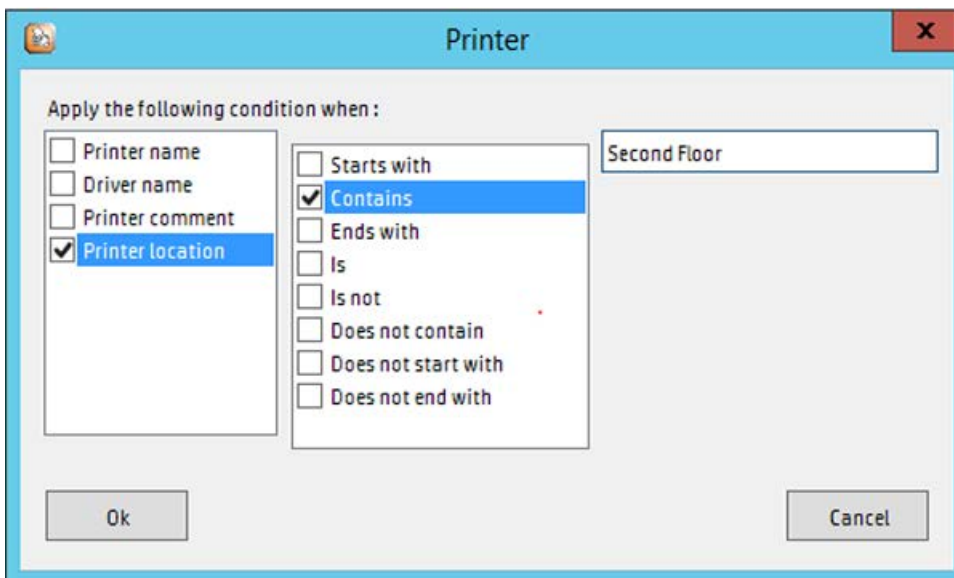 Printer
x
Apply the following condition when :
Printer name
Driver name
Printer comment
Printer location
Starts with
Contains
Ends with
Is
Is not
Does not contain
Does not start with
Does not end with
Second Floor
Ok
Cancel